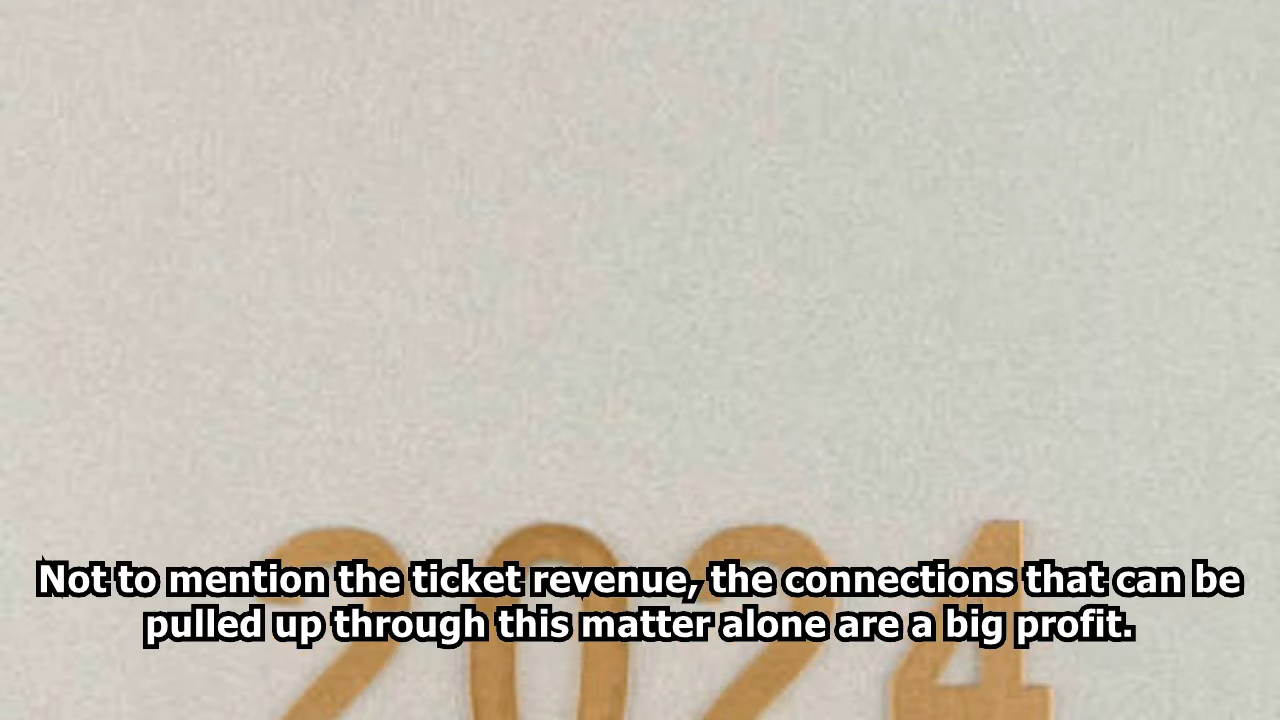 Not to mention the ticket revenue, the connections that can be
pulled up through this matter alone are a big profit.
2024